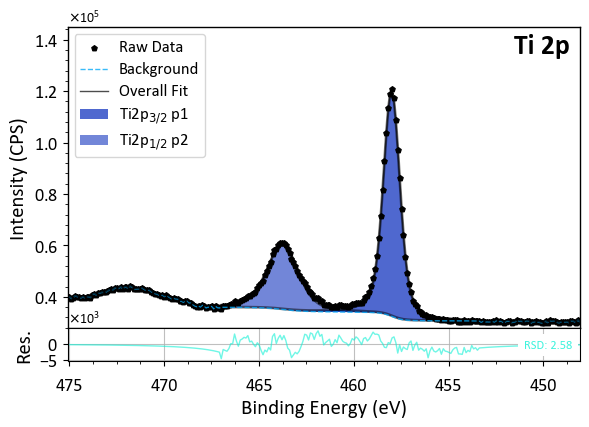 ×10⁵
Ti 2p
Raw Data
Background
Overall Fit
Ti2p₃/₂ p1
Ti2p₁/₂ p2
Intensity (CPS)
1.4
1.2
1.0
0.8
0.6
0.4
×10³
Res.
0
−5
RSD: 2.58
475 470 465 460 455 450
Binding Energy (eV)